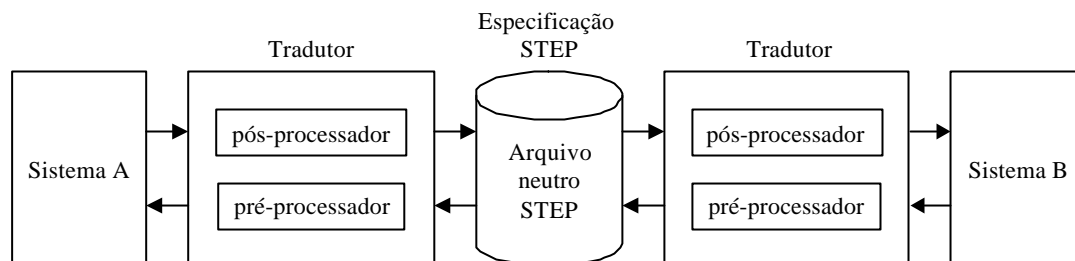 Especificação
STEP
Tradutor
Tradutor
Sistema A
pós-processador
pré-processador
Arquivo
neutro
STEP
pós-processador
pré-processador
Sistema B